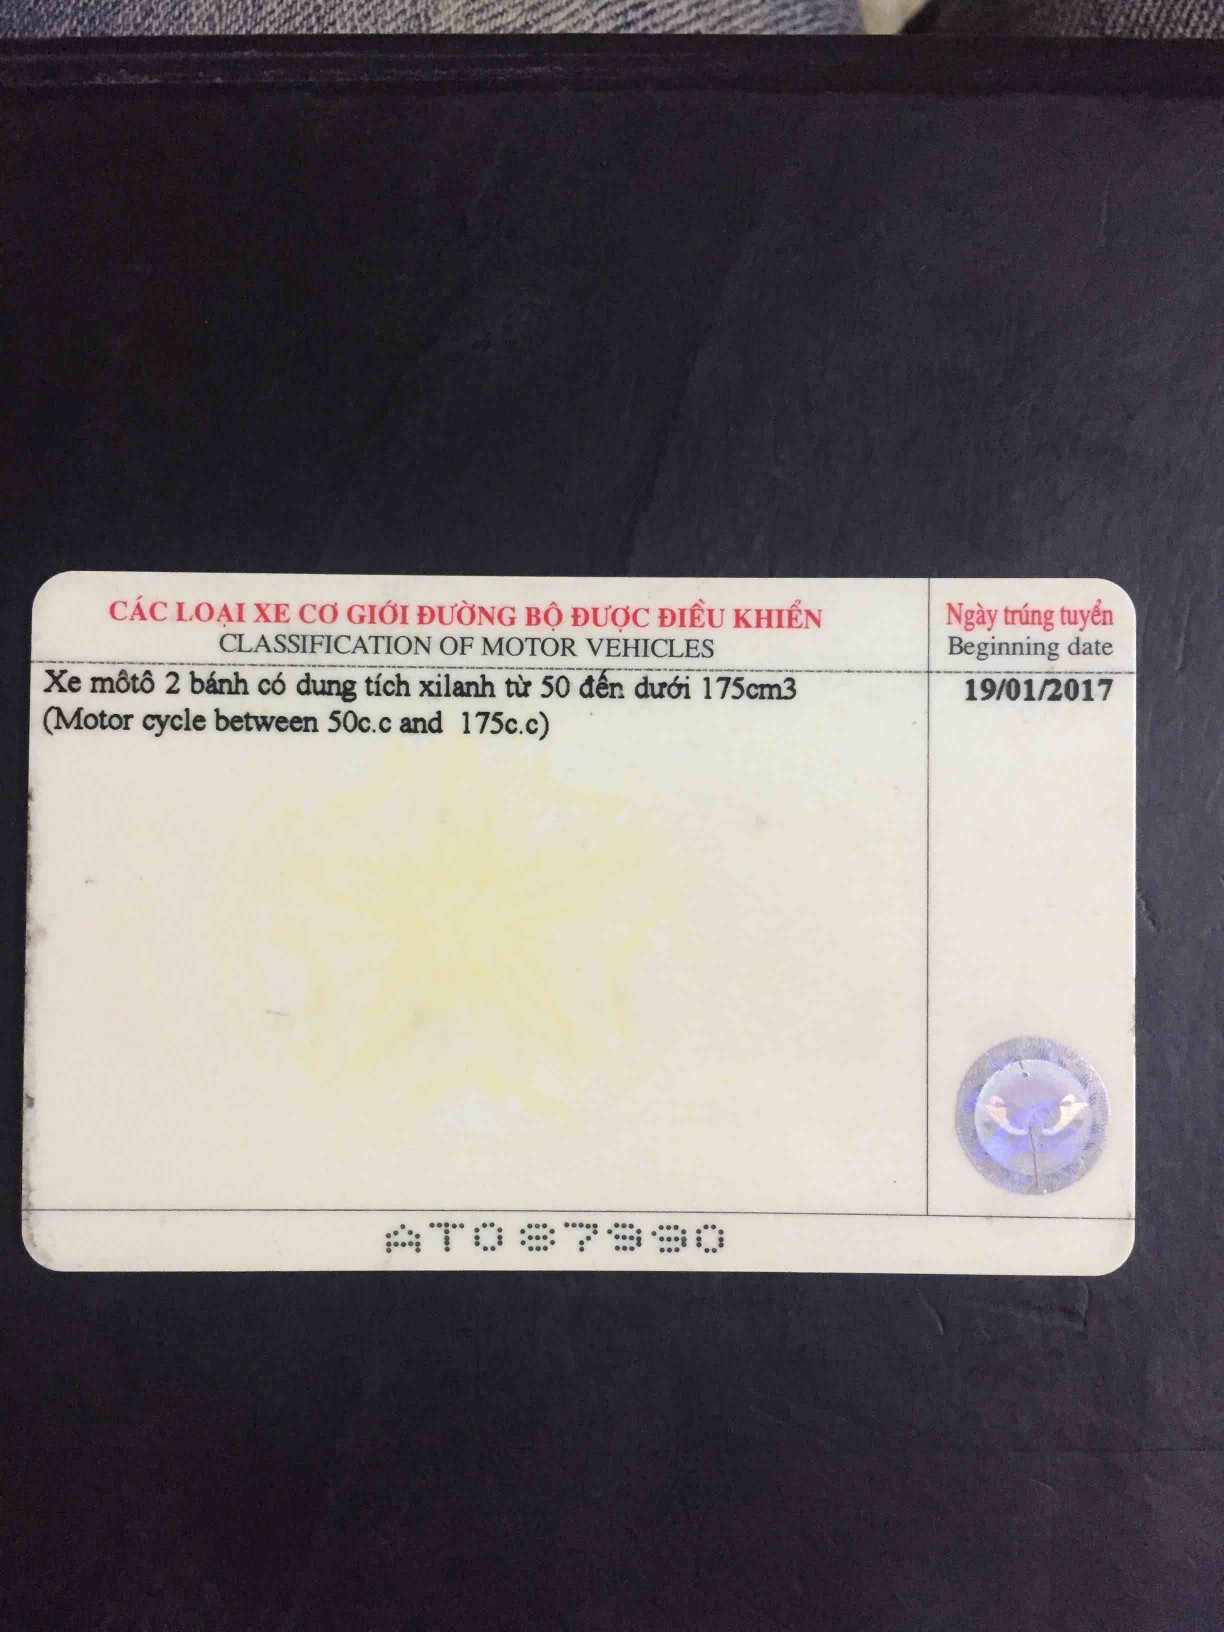 CÁC LOẠI XE CƠ GIỚI ĐƯỜNG BỘ ĐƯỢC ĐIỀU KHIỂN
CLASSIFICATION OF MOTOR VEHICLES
Ngày trúng tuyển
Beginning date
Xe môtô 2 bánh có dung tích xilanh từ 50 đến dưới 175cm3
(Motor cycle between 50c.c and 175c.c)
19/01/2017
AT087990